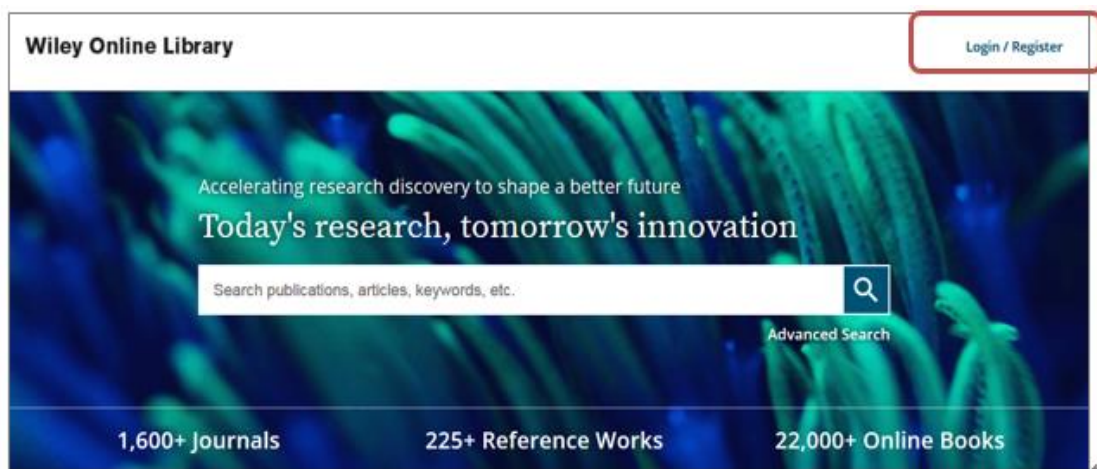 Wiley Online Library
Login / Register
Accelerating research discovery to shape a better future
Today's research, tomorrow's innovation
Search publications, articles, keywords, etc.
Advanced Search
1,600+ Journals
225+ Reference Works
22,000+ Online Books